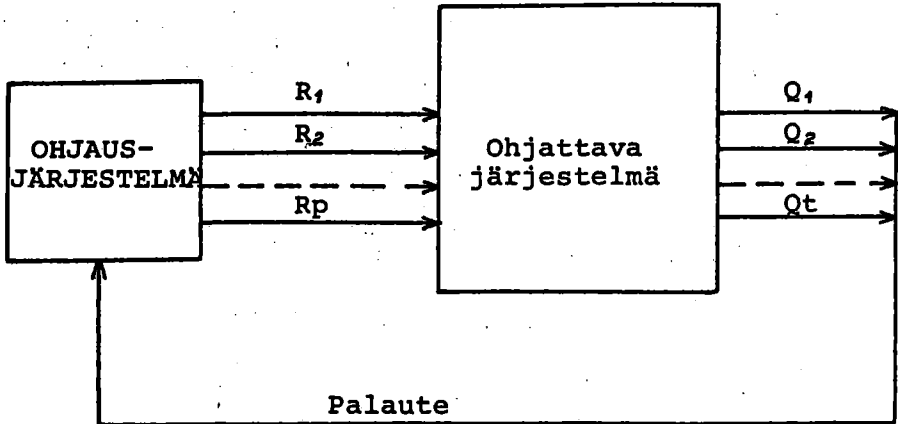 R1
Q1
R2
Q2
OHJAUS-
JÄRJESTELMÄ
Ohjattava
järjestelmä
Rp
Qt
Palaute